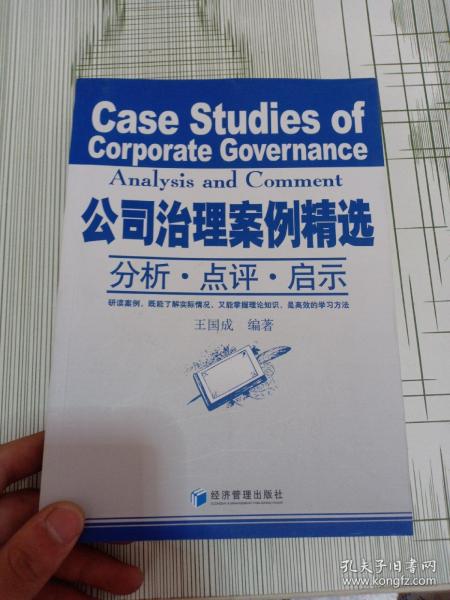 Case Studies of
Corporate Governance
Analysis and Comment
公司治理案例精选
分析·点评·启示
研读案例，既能了解实际情况，又能掌握理论知识，是高效的学习方法
王国成 编著
经济管理出版社
孔夫子旧书网
www.kongfz.com